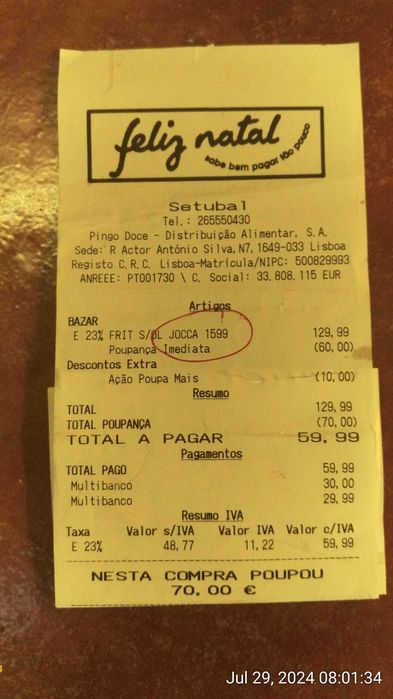 feliz natal
sabe bem pagar tão pouco
Setubal
Tel.: 265550430
Pingo Doce - Distribuição Alimentar, S.A.
Sede: R Actor António Silva, N7, 1649-033 Lisboa
Registo C.R.C. Lisboa-Matrícula/NIPC: 500829993
ANREEE: PT001730 \ C. Social: 33.808.115 EUR
Artigos
BAZAR
E 23% FRIT S/OL JOCCA 1599 129,99
Poupança Imediata (60,00)
Descontos Extra
Ação Poupa Mais (10,00)
Resumo
TOTAL 129,99
TOTAL POUPANÇA (70,00)
TOTAL A PAGAR 59,99
Pagamentos
TOTAL PAGO 59,99
Multibanco 30,00
Multibanco 29,99
Resumo IVA
Taxa Valor s/IVA Valor IVA Valor c/IVA
E 23% 48,77 11,22 59,99
NESTA COMPRA POUPOU
70.00 €
Jul 29, 2024 08:01:34